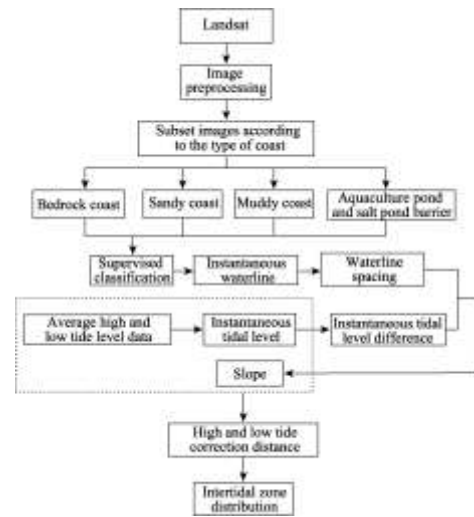 Landsat
Image
preprocessing
Subset images according
to the type of coast
Bedrock coast
Sandy coast
Muddy coast
Aquaculture pond
and salt pond barrier
Supervised
classification
Instantaneous
waterline
Waterline
spacing
Average high and
low tide level data
Instantaneous
tidal level
Instantaneous tidal
level difference
Slope
High and low tide
correction distance
Intertidal zone
distribution